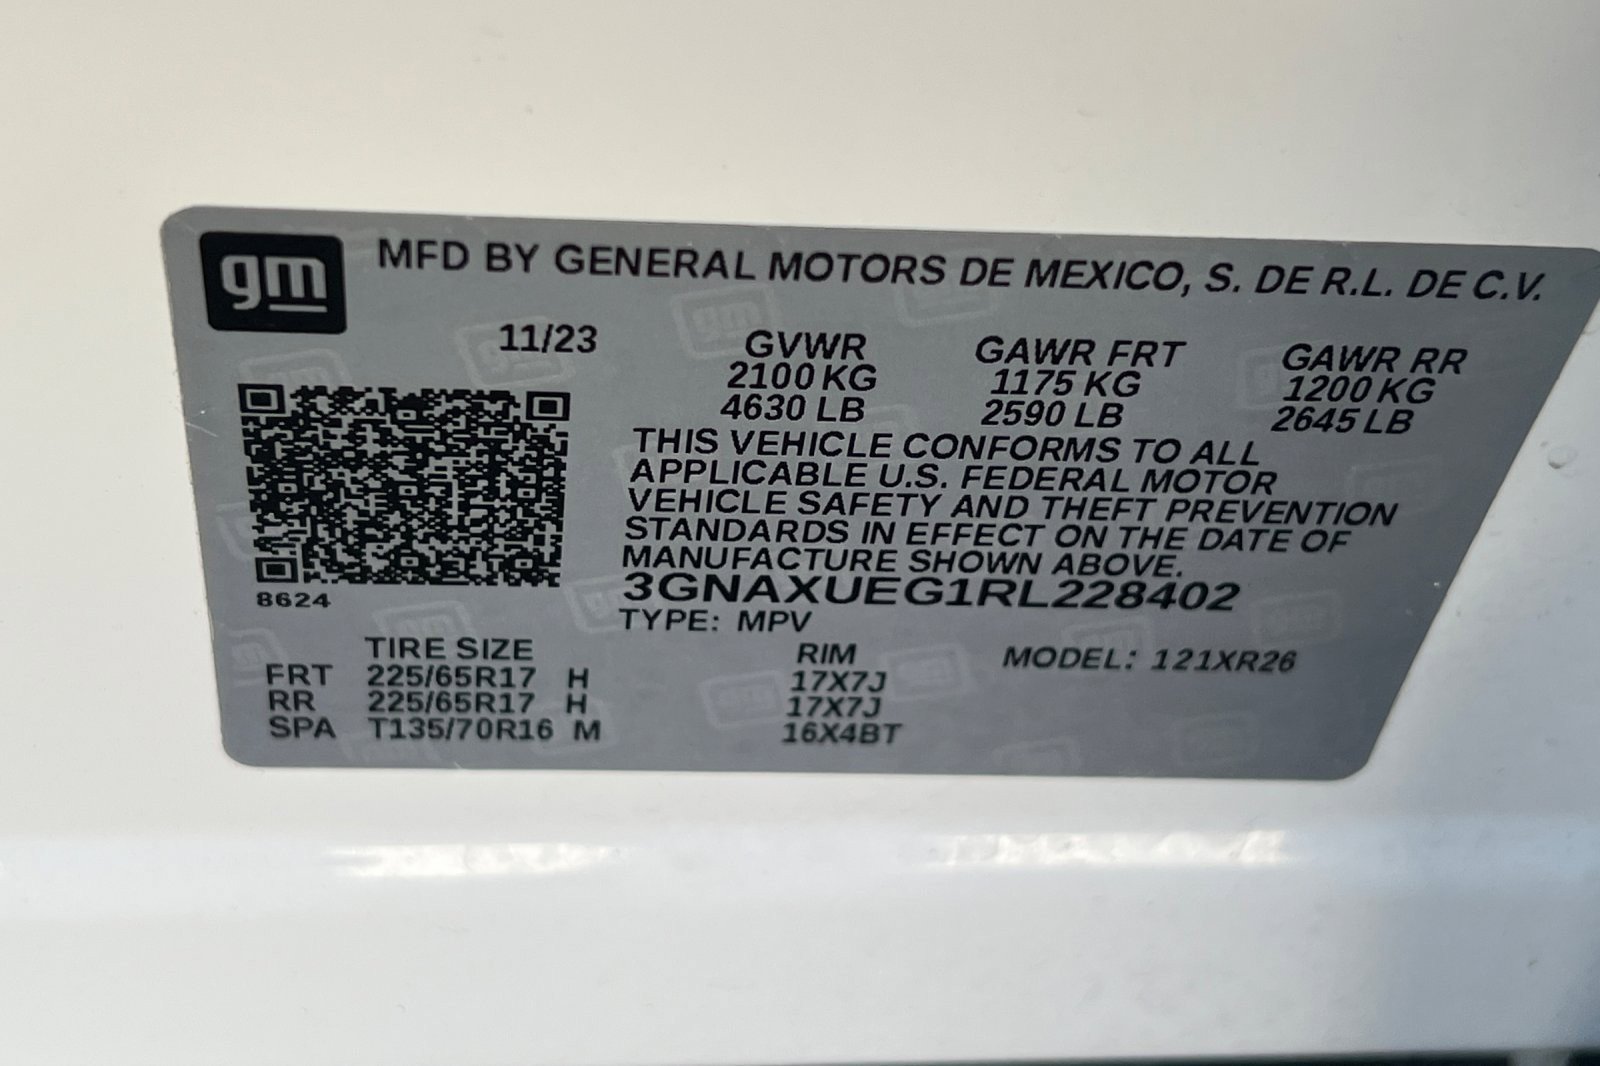 gm MFD BY GENERAL MOTORS DE MEXICO, S. DE R.L. DE C.V.
11/23 GVWR GAWR FRT GAWR RR
2100 KG 1175 KG 1200 KG
4630 LB 2590 LB 2645 LB
THIS VEHICLE CONFORMS TO ALL
APPLICABLE U.S. FEDERAL MOTOR
VEHICLE SAFETY AND THEFT PREVENTION
STANDARDS IN EFFECT ON THE DATE OF
MANUFACTURE SHOWN ABOVE.
3GNAXUEG1RL228402
8624
TYPE: MPV
TIRE SIZE RIM MODEL: 121XR26
FRT 225/65R17 H 17X7J
RR 225/65R17 H 17X7J
SPA T135/70R16 M 16X4BT